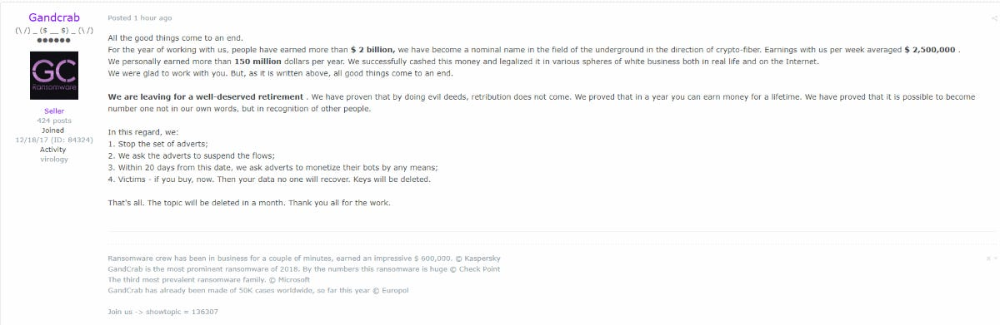 Gandcrab
(\ /) _ ($ __ $) _ (\ /)
GC
Ransomware
Seller
424 posts
Joined
12/18/17 (ID: 84324)
Activity
virology
Posted 1 hour ago
All the good things come to an end.
For the year of working with us, people have earned more than $ 2 billion, we have become a nominal name in the field of the underground in the direction of crypto-fiber. Earnings with us per week averaged $ 2,500,000 .
We personally earned more than 150 million dollars per year. We successfully cashed this money and legalized it in various spheres of white business both in real life and on the Internet.
We were glad to work with you. But, as it is written above, all good things come to an end.
We are leaving for a well-deserved retirement . We have proven that by doing evil deeds, retribution does not come. We proved that in a year you can earn money for a lifetime. We have proved that it is possible to become
number one not in our own words, but in recognition of other people.
In this regard, we:
1. Stop the set of adverts;
2. We ask the adverts to suspend the flows;
3. Within 20 days from this date, we ask adverts to monetize their bots by any means;
4. Victims - if you buy, now. Then your data no one will recover. Keys will be deleted.
That's all. The topic will be deleted in a month. Thank you all for the work.
Ransomware crew has been in business for a couple of minutes, earned an impressive $ 600,000. © Kaspersky
GandCrab is the most prominent ransomware of 2018. By the numbers this ransomware is huge © Check Point
The third most prevalent ransomware family. © Microsoft
GandCrab has already been made of 50K cases worldwide, so far this year © Europol
Join us -> showtopic = 136307